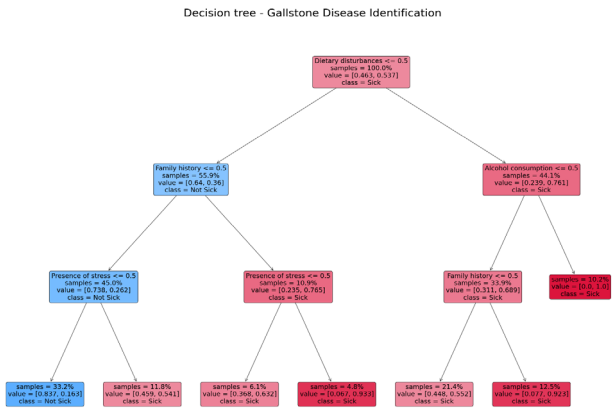 Decision tree - Gallstone Disease Identification
Dietary disturbances <= 0.5
samples = 100.0%
value = [0.463, 0.537]
class = Sick
Family history <= 0.5
samples = 55.9%
value = [0.64, 0.36]
class = Not Sick
Alcohol consumption <= 0.5
samples = 44.1%
value = [0.239, 0.761]
class = Sick
Presence of stress <= 0.5
samples = 45.0%
value = [0.738, 0.262]
class = Not Sick
Presence of stress <= 0.5
samples = 10.9%
value = [0.235, 0.765]
class = Sick
Family history <= 0.5
samples = 33.9%
value = [0.311, 0.689]
class = Sick
samples = 10.2%
value = [0.0, 1.0]
class = Sick
samples = 33.2%
value = [0.837, 0.163]
class = Not Sick
samples = 11.8%
value = [0.459, 0.541]
class = Sick
samples = 6.1%
value = [0.368, 0.632]
class = Sick
samples = 4.8%
value = [0.067, 0.933]
class = Sick
samples = 21.4%
value = [0.448, 0.552]
class = Sick
samples = 12.5%
value = [0.077, 0.923]
class = Sick